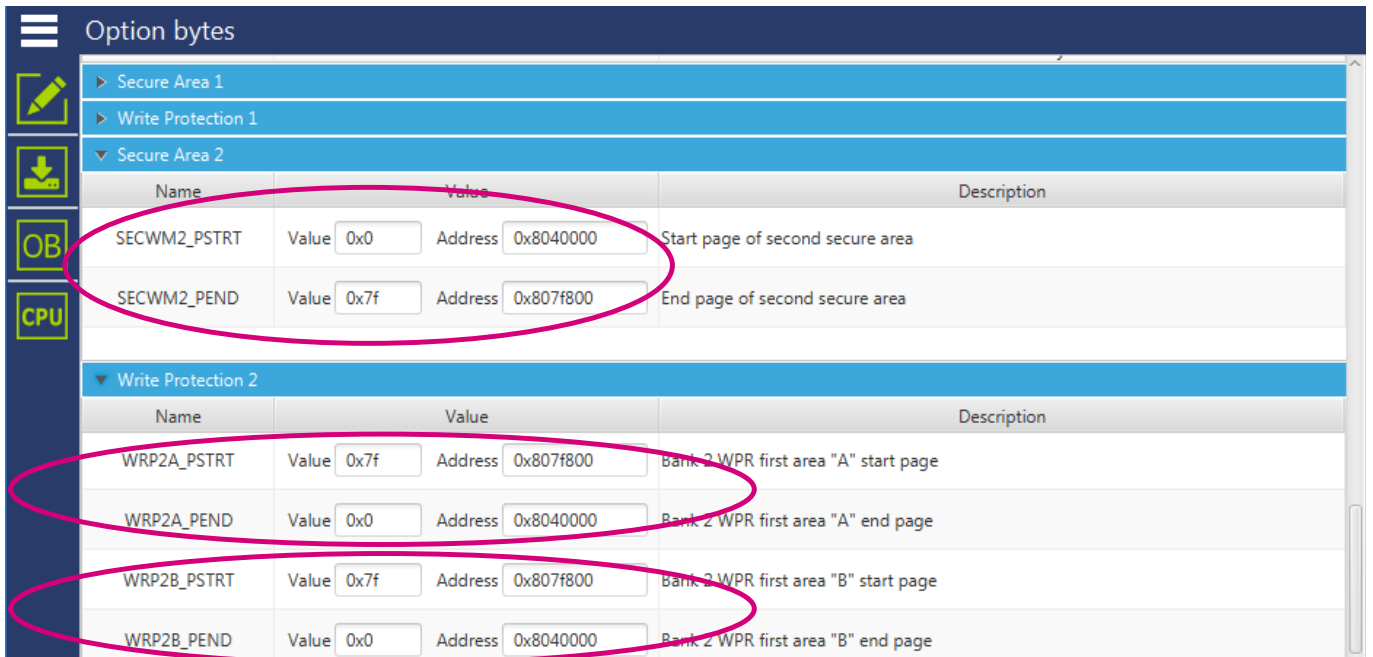 Option bytes
Secure Area 1
Write Protection 1
Secure Area 2
Name Value Description
OB
SECWM2_PSTRT Value 0x0 Address 0x8040000 Start page of second secure area
SECWM2_PEND Value 0x7f Address 0x807f800 End page of second secure area
CPU
Write Protection 2
Name Value Description
WRP2A_PSTRT Value 0x7f Address 0x807f800 Bank 2 WPR first area "A" start page
WRP2A_PEND Value 0x0 Address 0x8040000 Bank 2 WPR first area "A" end page
WRP2B_PSTRT Value 0x7f Address 0x807f800 Bank 2 WPR first area "B" start page
WRP2B_PEND Value 0x0 Address 0x8040000 Bank 2 WPR first area "B" end page